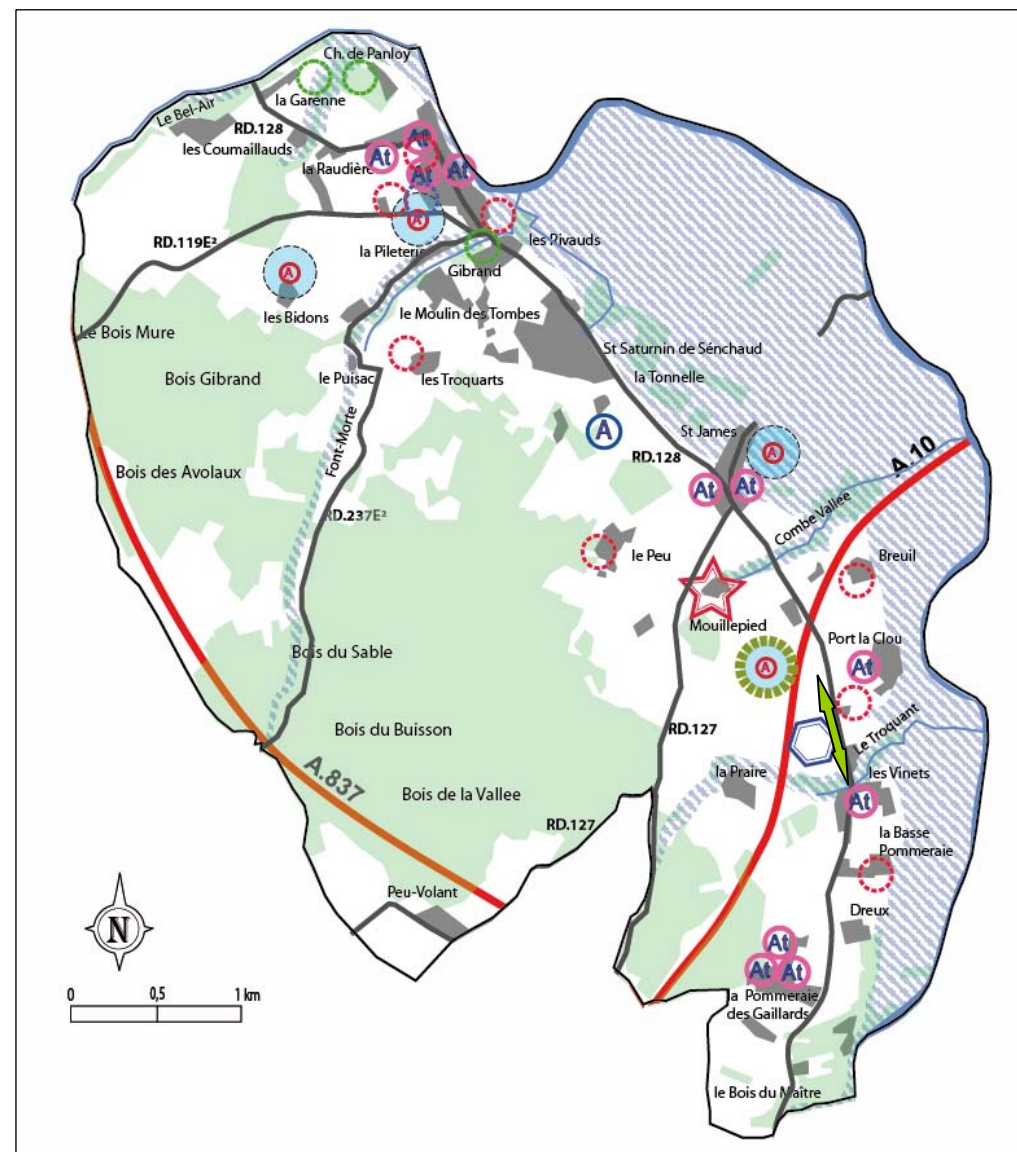 Ch. de Panloy
la Garenne
Le Bel-Air
RD.128
les Coumaillauds
At
At
la Raudière
At
At
A
RD.119E²
la Pileterie
les Rivauds
Gibrand
A
les Bidons
le Moulin des Tombes
Le Bois Mure
St Saturnin de Sénchaud
Bois Gibrand
le Puisac
les Troquarts
la Tonnelle
A
St James
A
A.10
Bois des Avolaux
Font-Morte
RD.128
At
At
RD.237E²
Combe Vallee
le Peu
Breuil
Mouillepied
Port la Clou
Bois du Sable
A
At
Bois du Buisson
RD.127
Le Troquant
A.837
la Praire
les Vinets
Bois de la Vallee
At
RD.127
la Basse
Pommeraie
Peu-Volant
Dreux
N
At
At
At
0 0,5 1 km
la Pommeraie
des Gaillards
le Bois du Maître